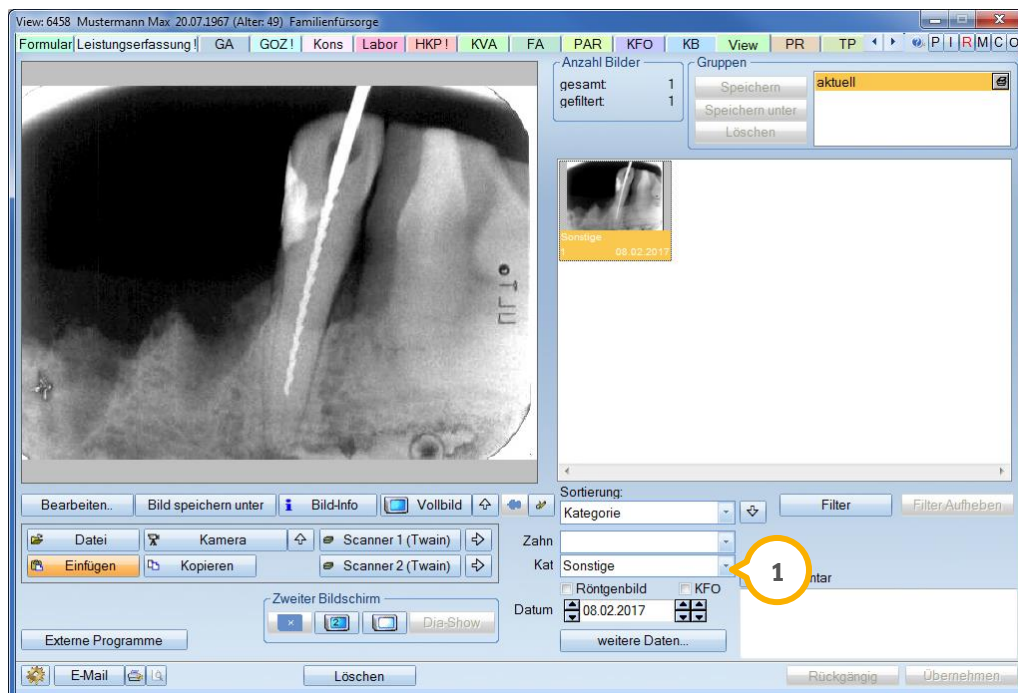 View: 6458 Mustermann Max 20.07.1967 (Alter: 49) Familienfürsorge
Formular Leistungserfassung ! GA GOZ ! Kons Labor HKP ! KVA FA PAR KFO KB View PR TP P I R M C O
Anzahl Bilder
gesamt: 1
gefiltert: 1
Gruppen
Speichern
Speichern unter
Löschen
aktuell
Sonstige
1 08.02.2017
Bearbeiten.. Bild speichern unter Bild-Info Vollbild
Sortierung:
Kategorie
Filter Filter Aufheben
Datei Kamera Scanner 1 (Twain)
Einfügen Kopieren Scanner 2 (Twain)
Zahn
Kat Sonstige
1
ntar
Röntgenbild KFO
Datum 08.02.2017
weitere Daten...
Zweiter Bildschirm
2 Dia-Show
Externe Programme
E-Mail Löschen Rückgängig Übernehmen